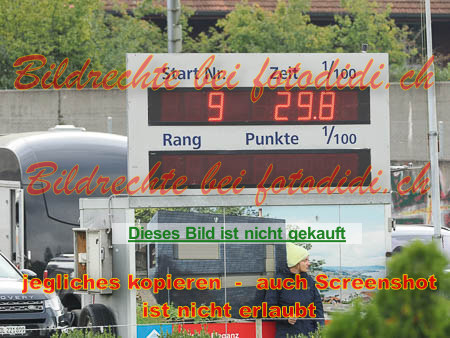 Bildrechte bei fotodidi.ch
Start Nr. Zeit 1/100
9 29.8
Rang Punkte 1/100
Bildrechte bei fotodidi.ch
Dieses Bild ist nicht gekauft
jegliches kopieren - auch Screenshot
ist nicht erlaubt